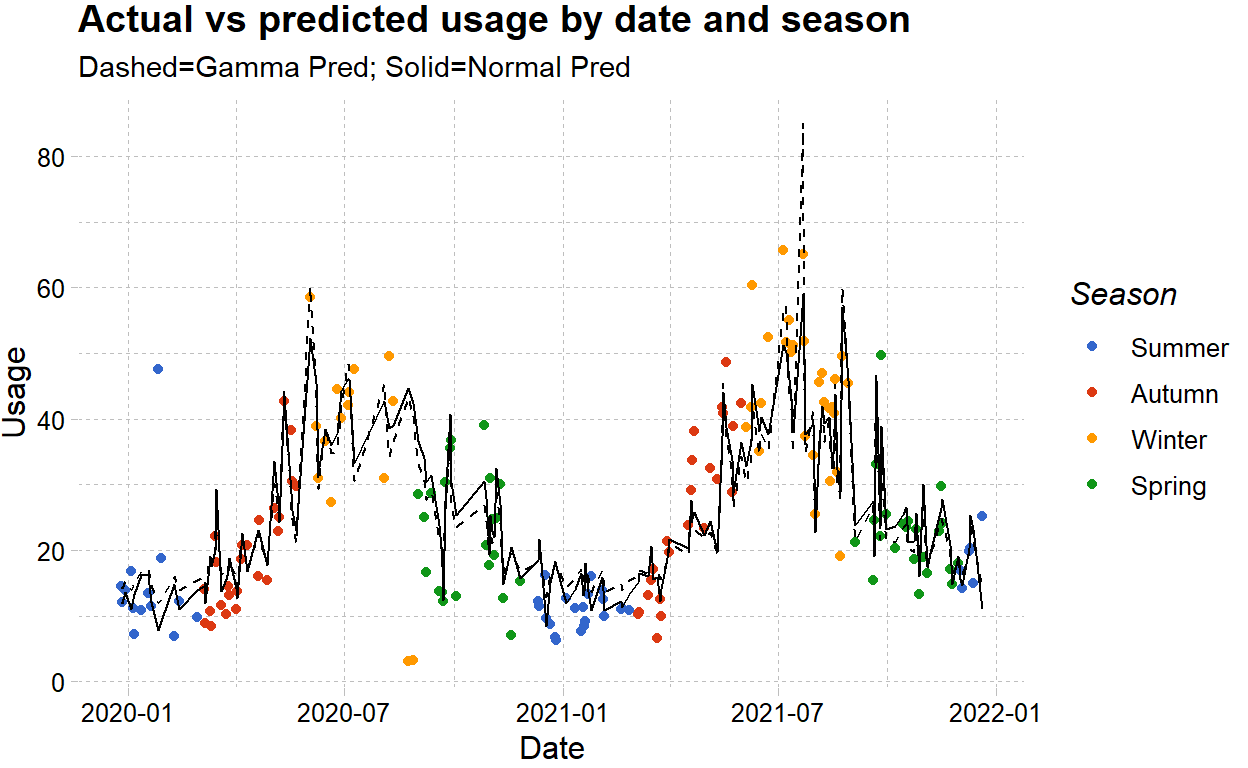 Actual vs predicted usage by date and season
Dashed=Gamma Pred; Solid=Normal Pred
Usage
80
60
40
20
0
2020-01
2020-07
2021-01
2021-07
2022-01
Date
Season
Summer
Autumn
Winter
Spring